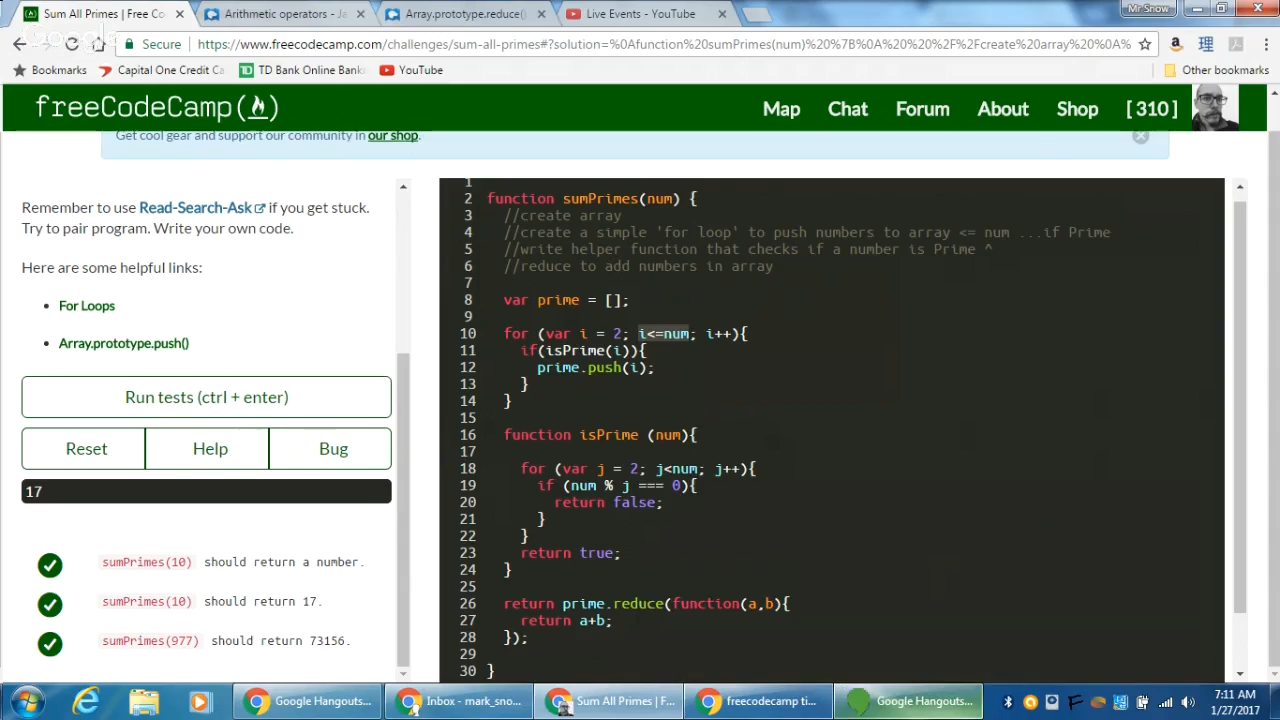 Sum All Primes | Free Co
Arithmetic operators - Ja
Array.prototype.reduce()
Live Events - YouTube
Mr Snow
Secure
https://www.freecodecamp.com/challenges/sum-all-primes#?solution=%0Afunction%20sumPrimes(num)%20%7B%0A%20%20%2F%2Fcreate%20array%20%0A%
Bookmarks
Capital One Credit Ca
TD Bank Online Bank
YouTube
Other bookmarks
freeCodeCamp
Map
Chat
Forum
About
Shop
[ 310 ]
Get cool gear and support our community in our shop.
Remember to use Read-Search-Ask if you get stuck.
Try to pair program. Write your own code.
Here are some helpful links:
For Loops
Array.prototype.push()
Run tests (ctrl + enter)
Reset
Help
Bug
17
sumPrimes(10) should return a number.
sumPrimes(10) should return 17.
sumPrimes(977) should return 73156.
1
2 function sumPrimes(num) {
3 //create array
4 //create a simple 'for loop' to push numbers to array <= num ...if Prime
5 //write helper function that checks if a number is Prime ^
6 //reduce to add numbers in array
7
8 var prime = [];
9
10 for (var i = 2; i<=num; i++){
11 if(isPrime(i)){
12 prime.push(i);
13 }
14 }
15
16 function isPrime (num){
17
18 for (var j = 2; j<num; j++){
19 if (num % j === 0){
20 return false;
21 }
22 }
23 return true;
24 }
25
26 return prime.reduce(function(a,b){
27 return a+b;
28 });
29
30 }
Google Hangouts...
Inbox - mark_sno...
Sum All Primes | F...
freecodecamp ti...
Google Hangouts...
7:11 AM
1/27/2017